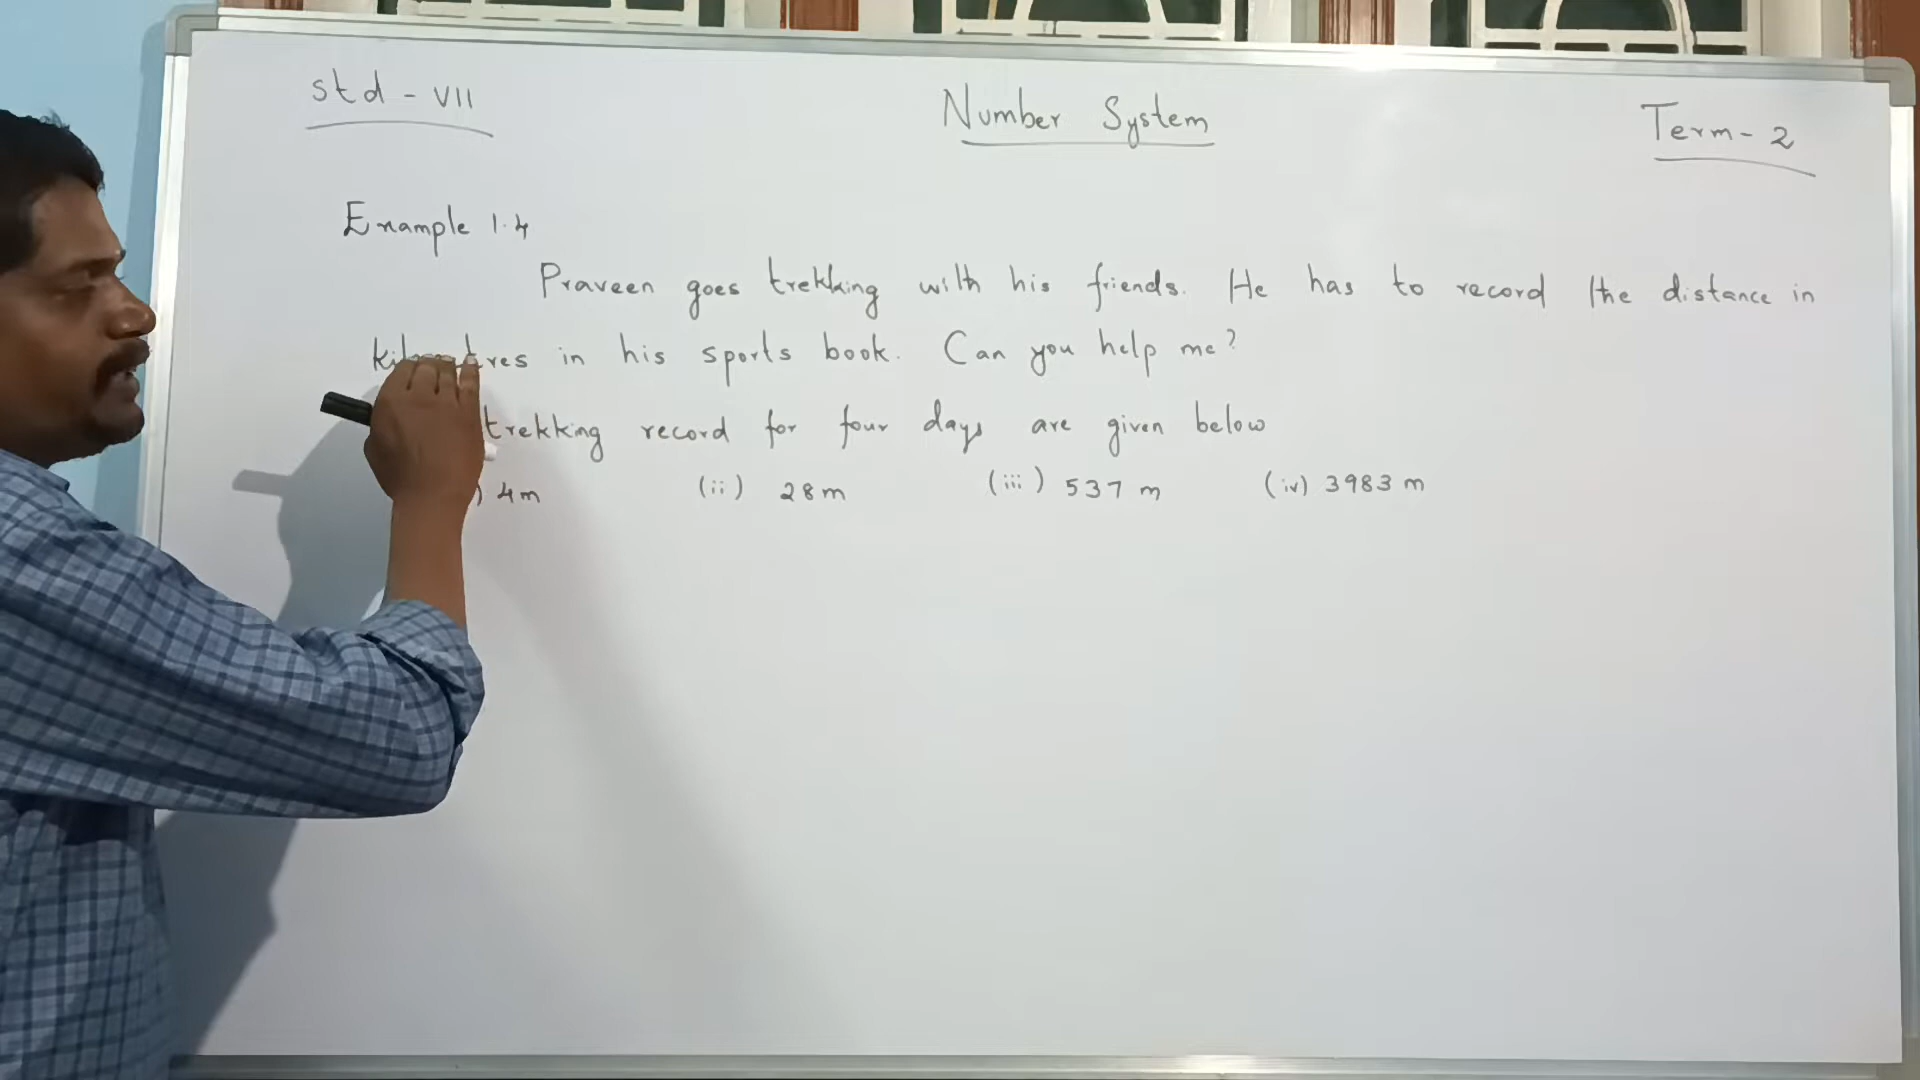 std - VII
Number System
Term - 2
Example 1.4
Praveen goes trekking with his friends. He has to record the distance in
in his sports book. Can you help me?
trekking record for four days are given below
) 4m (ii) 28m (iii) 537 m (iv) 3983 m